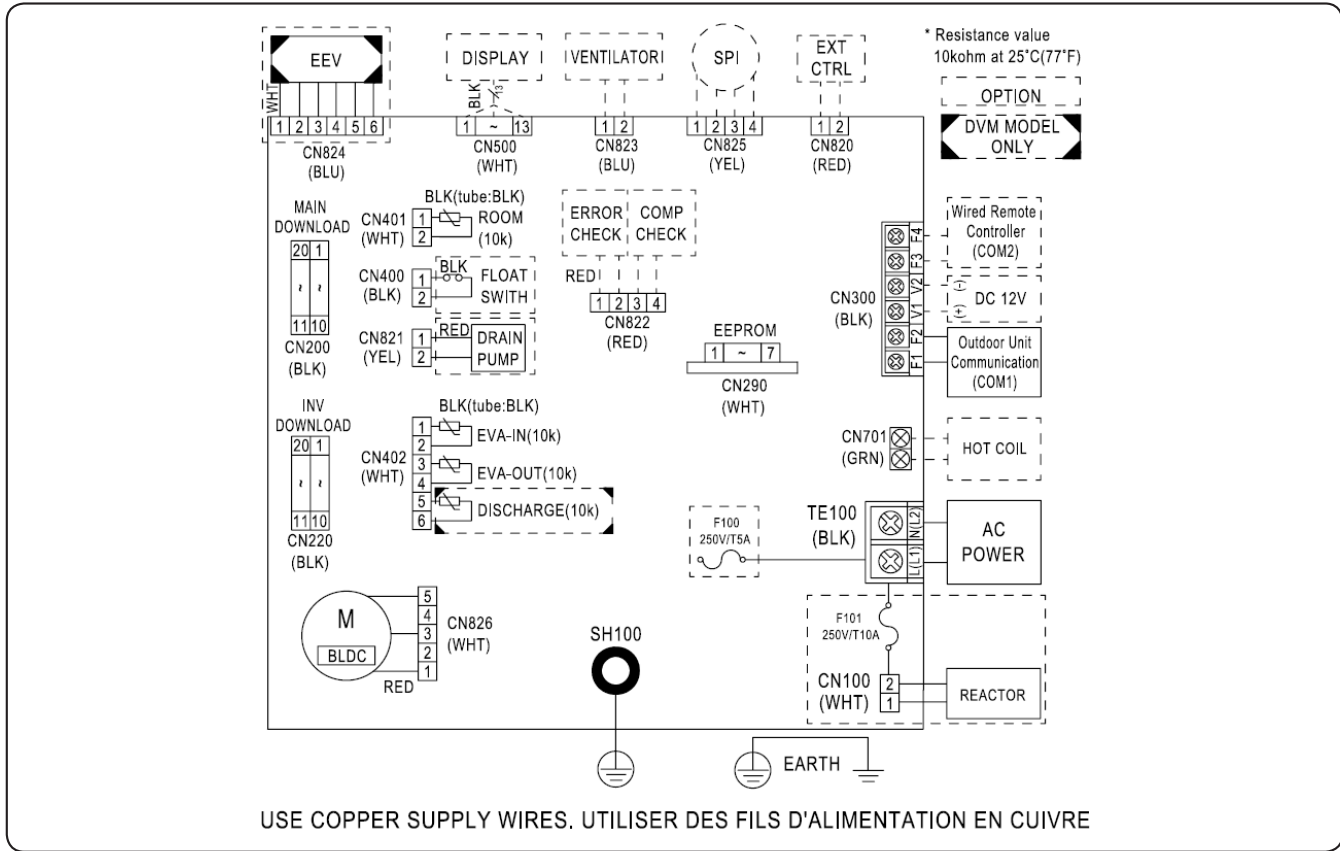 EEV
DISPLAY
VENTILATOR
SPI
EXT
CTRL
* Resistance value
10kohm at 25°C(77°F)
OPTION
DVM MODEL
ONLY
WHT
BLK
13
1 2 3 4 5 6
1 ~ 13
1 2
1 2 3 4
1 2
CN824
(BLU)
CN500
(WHT)
CN823
(BLU)
CN825
(YEL)
CN820
(RED)
MAIN
DOWNLOAD
20 1
~ ~
11 10
CN200
(BLK)
BLK(tube:BLK)
CN401
(WHT)
1
2
ROOM
(10k)
CN400
(BLK)
1
2
BLK
FLOAT
SWITH
CN821
(YEL)
1
2
RED
DRAIN
PUMP
ERROR
CHECK
COMP
CHECK
RED
1 2 3 4
CN822
(RED)
EEPROM
1 ~ 7
CN290
(WHT)
CN300
(BLK)
F4
F3
V2
V1
F2
F1
Wired Remote
Controller
(COM2)
(-)
DC 12V
(+)
Outdoor Unit
Communication
(COM1)
INV
DOWNLOAD
20 1
~ ~
11 10
CN220
(BLK)
BLK(tube:BLK)
CN402
(WHT)
1
2
3
4
5
6
EVA-IN(10k)
EVA-OUT(10k)
DISCHARGE(10k)
CN701
(GRN)
HOT COIL
F100
250V/T5A
TE100
(BLK)
N(L2)
L(L1)
AC
POWER
M
BLDC
RED
5
4
3
2
1
CN826
(WHT)
SH100
F101
250V/T10A
CN100
(WHT)
2
1
REACTOR
EARTH
USE COPPER SUPPLY WIRES. UTILISER DES FILS D'ALIMENTATION EN CUIVRE